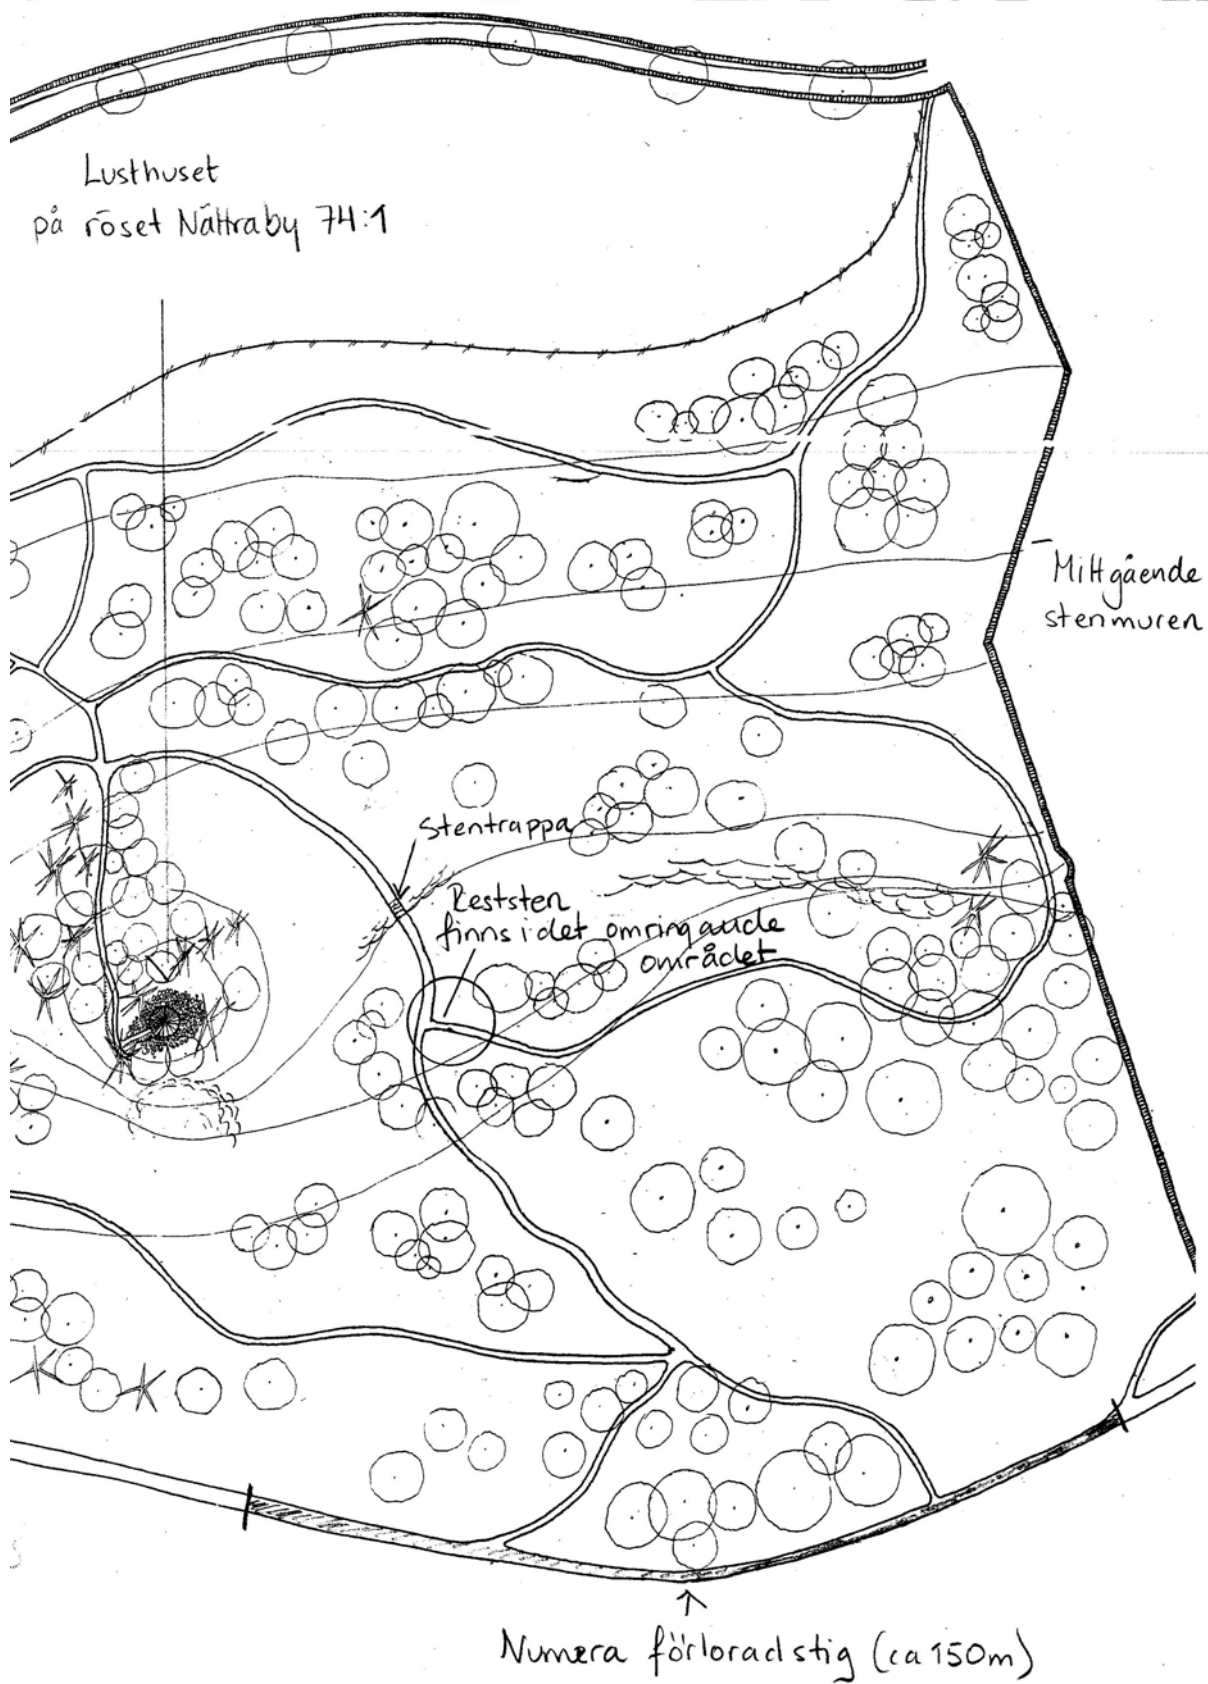 Lusthuset
på röset Nättraby 74:1
Mittgående
stenmuren
Stentrappa
Reststen
finns i det omringande
området
Numera förlorad stig (ca 150m)